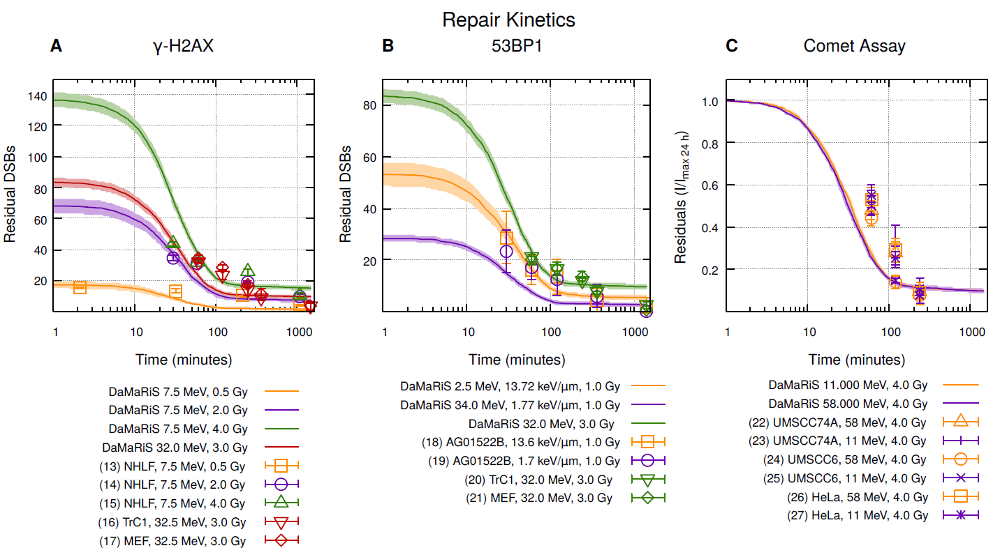 Repair Kinetics
A
γ-H2AX
Residual DSBs
140
120
100
80
60
40
20
1
10
100
1000
Time (minutes)
DaMaRiS 7.5 MeV, 0.5 Gy
DaMaRiS 7.5 MeV, 2.0 Gy
DaMaRiS 7.5 MeV, 4.0 Gy
DaMaRiS 32.0 MeV, 3.0 Gy
(13) NHLF, 7.5 MeV, 0.5 Gy
(14) NHLF, 7.5 MeV, 2.0 Gy
(15) NHLF, 7.5 MeV, 4.0 Gy
(16) TrC1, 32.5 MeV, 3.0 Gy
(17) MEF, 32.5 MeV, 3.0 Gy
B
53BP1
Residual DSBs
80
60
40
20
1
10
100
1000
Time (minutes)
DaMaRiS 2.5 MeV, 13.72 keV/μm, 1.0 Gy
DaMaRiS 34.0 MeV, 1.77 keV/μm, 1.0 Gy
DaMaRiS 32.0 MeV, 3.0 Gy
(18) AG01522B, 13.6 keV/μm, 1.0 Gy
(19) AG01522B, 1.7 keV/μm, 1.0 Gy
(20) TrC1, 32.0 MeV, 3.0 Gy
(21) MEF, 32.0 MeV, 3.0 Gy
C
Comet Assay
Residuals (I/Imax 24 h)
1.0
0.8
0.6
0.4
0.2
1
10
100
1000
Time (minutes)
DaMaRiS 11.000 MeV, 4.0 Gy
DaMaRiS 58.000 MeV, 4.0 Gy
(22) UMSCC74A, 58 MeV, 4.0 Gy
(23) UMSCC74A, 11 MeV, 4.0 Gy
(24) UMSCC6, 58 MeV, 4.0 Gy
(25) UMSCC6, 11 MeV, 4.0 Gy
(26) HeLa, 58 MeV, 4.0 Gy
(27) HeLa, 11 MeV, 4.0 Gy